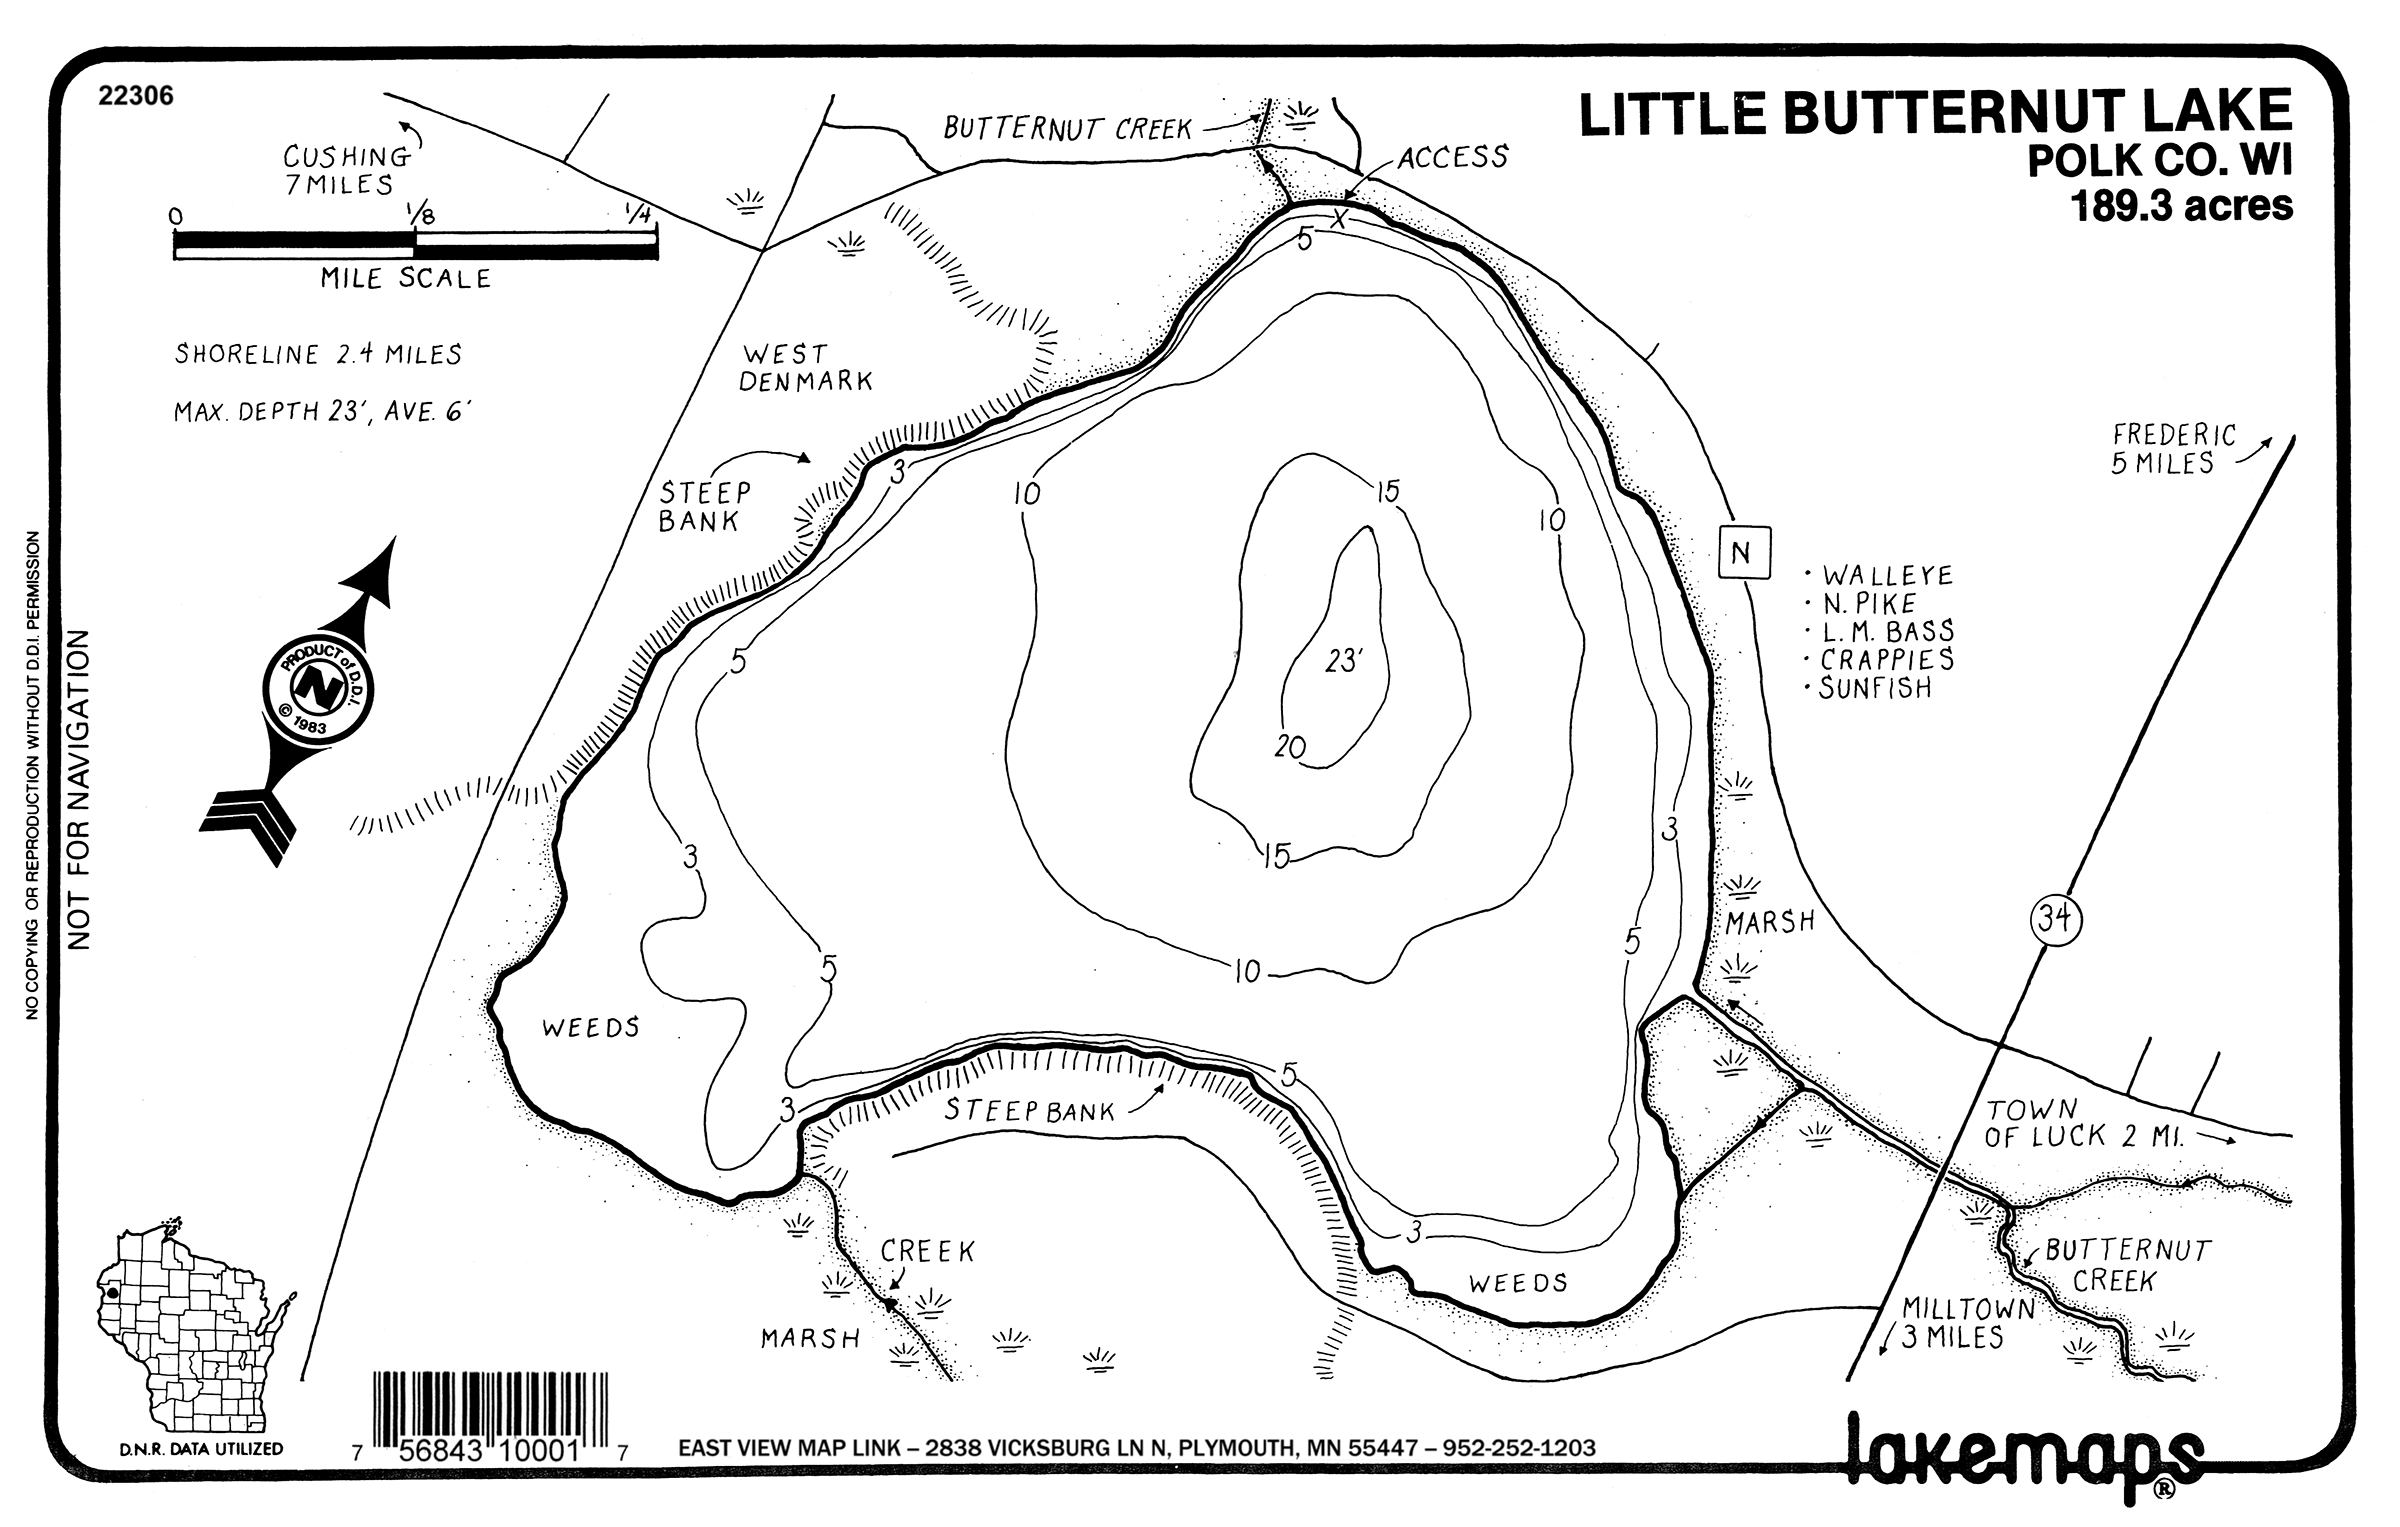 22306
LITTLE BUTTERNUT LAKE
POLK CO. WI
189.3 acres
CUSHING
7 MILES
0 1/8 1/4
MILE SCALE
SHORELINE 2.4 MILES
MAX. DEPTH 23', AVE. 6'
BUTTERNUT CREEK
ACCESS
X
5
WEST
DENMARK
STEEP
BANK
3
10
15
10
FREDERIC
5 MILES
N
• WALLEYE
• N. PIKE
• L. M. BASS
• CRAPPIES
• SUNFISH
5
23'
20
PRODUCT of D.D.I.
N
© 1983
NO COPYING OR REPRODUCTION WITHOUT D.D.I. PERMISSION
NOT FOR NAVIGATION
3
15
3
34
MARSH
5
5
10
WEEDS
5
3
STEEP BANK
TOWN
OF LUCK 2 MI.
3
CREEK
WEEDS
BUTTERNUT
CREEK
MARSH
MILLTOWN
3 MILES
D.N.R. DATA UTILIZED
7 56843 10001 7
EAST VIEW MAP LINK – 2838 VICKSBURG LN N, PLYMOUTH, MN 55447 – 952-252-1203
lakemaps®